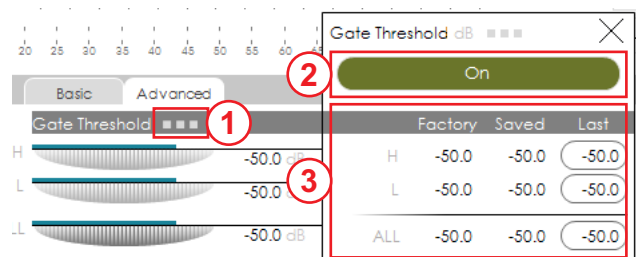 20 25 30 35 40 45 50 55 60 65
Basic Advanced
Gate Threshold 1
H -50.0 dB
L -50.0 dB
LL -50.0 dB
Gate Threshold dB
2 On
3
Factory Saved Last
H -50.0 -50.0 -50.0
L -50.0 -50.0 -50.0
ALL -50.0 -50.0 -50.0